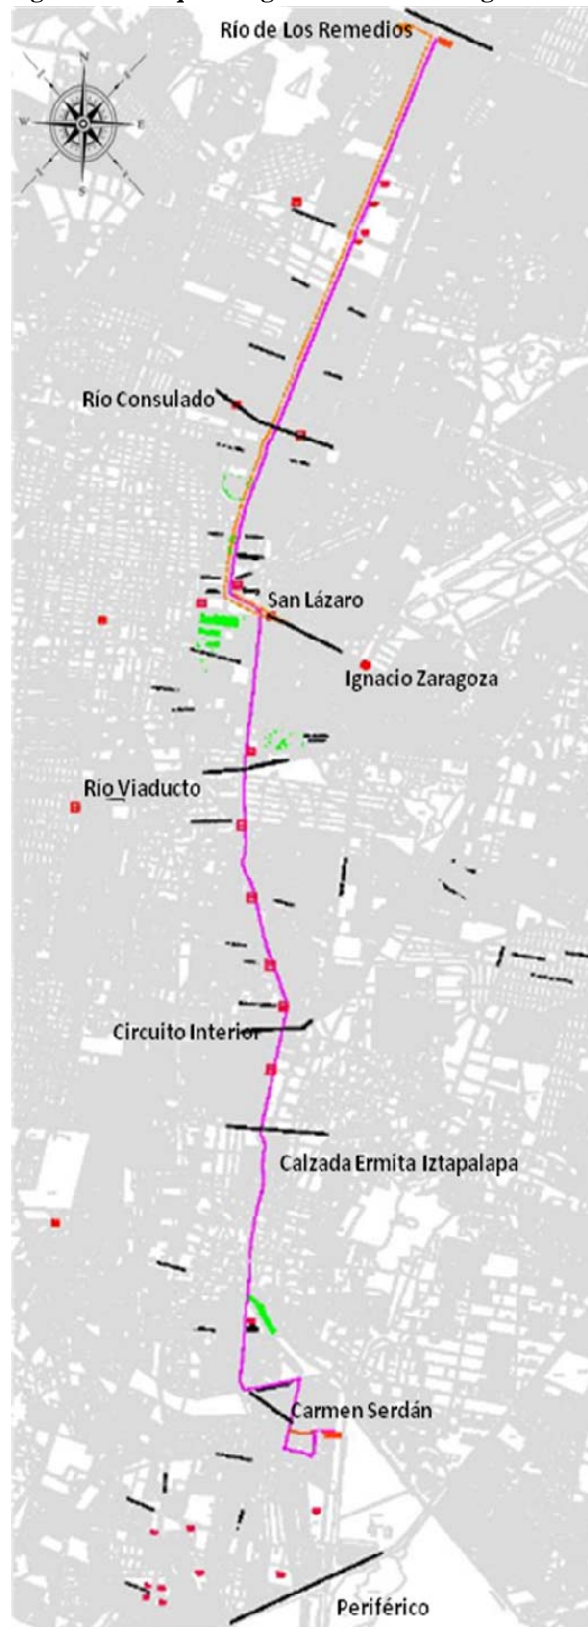 Río de Los Remedios
N
W
E
S
Río Consulado
San Lázaro
Ignacio Zaragoza
Río Viaducto
Circuito Interior
Calzada Ermita Iztapalapa
Carmen Serdán
Periférico